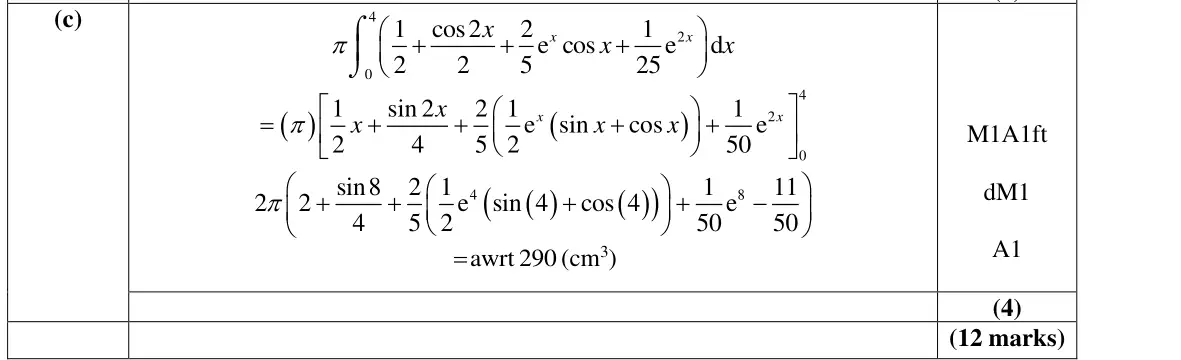 (c)
π∫₀⁴ (1/2 + cos 2x/2 + 2/5 eˣ cos x + 1/25 e²ˣ) dx
= (π)[1/2 x + sin 2x/4 + 2/5 (1/2 eˣ (sin x + cos x)) + 1/50 e²ˣ]₀⁴
M1A1ft
2π(2 + sin 8/4 + 2/5 (1/2 e⁴ (sin (4) + cos (4))) + 1/50 e⁸ − 11/50)
dM1
= awrt 290 (cm³)
A1
(4)
(12 marks)